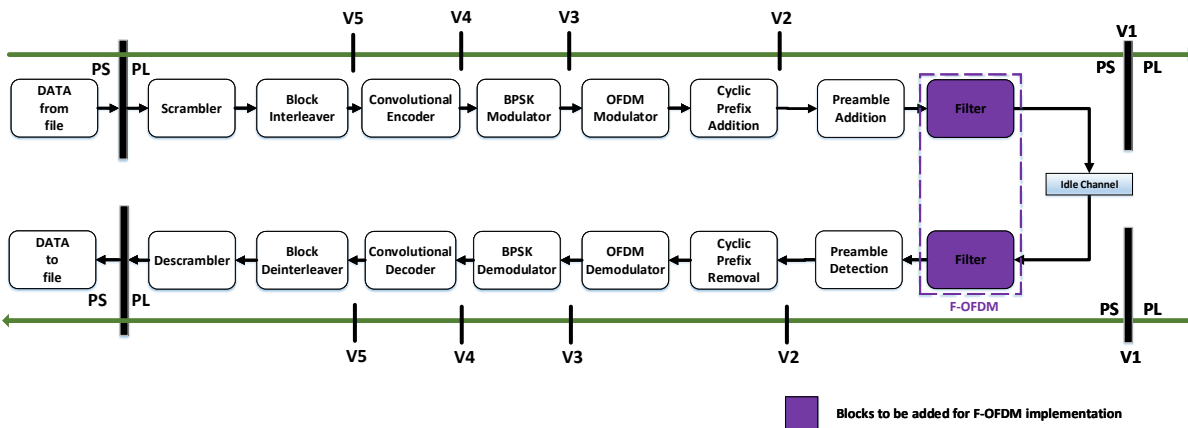 V5
V4
V3
V2
V1
PS
PL
PS
PL
DATA
from
file
Scrambler
Block
Interleaver
Convolutional
Encoder
BPSK
Modulator
OFDM
Modulator
Cyclic
Prefix
Addition
Preamble
Addition
Filter
Idle Channel
DATA
to
file
Descrambler
Block
Deinterleaver
Convolutional
Decoder
BPSK
Demodulator
OFDM
Demodulator
Cyclic
Prefix
Removal
Preamble
Detection
Filter
PS
PL
F-OFDM
PS
PL
V5
V4
V3
V2
V1
Blocks to be added for F-OFDM implementation